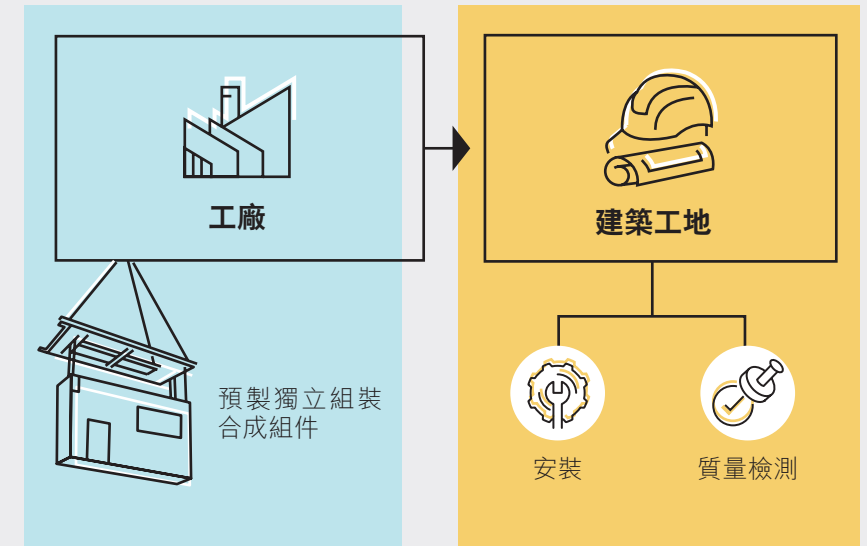 工廠
預製獨立組裝
合成組件
建築工地
安裝
質量檢測